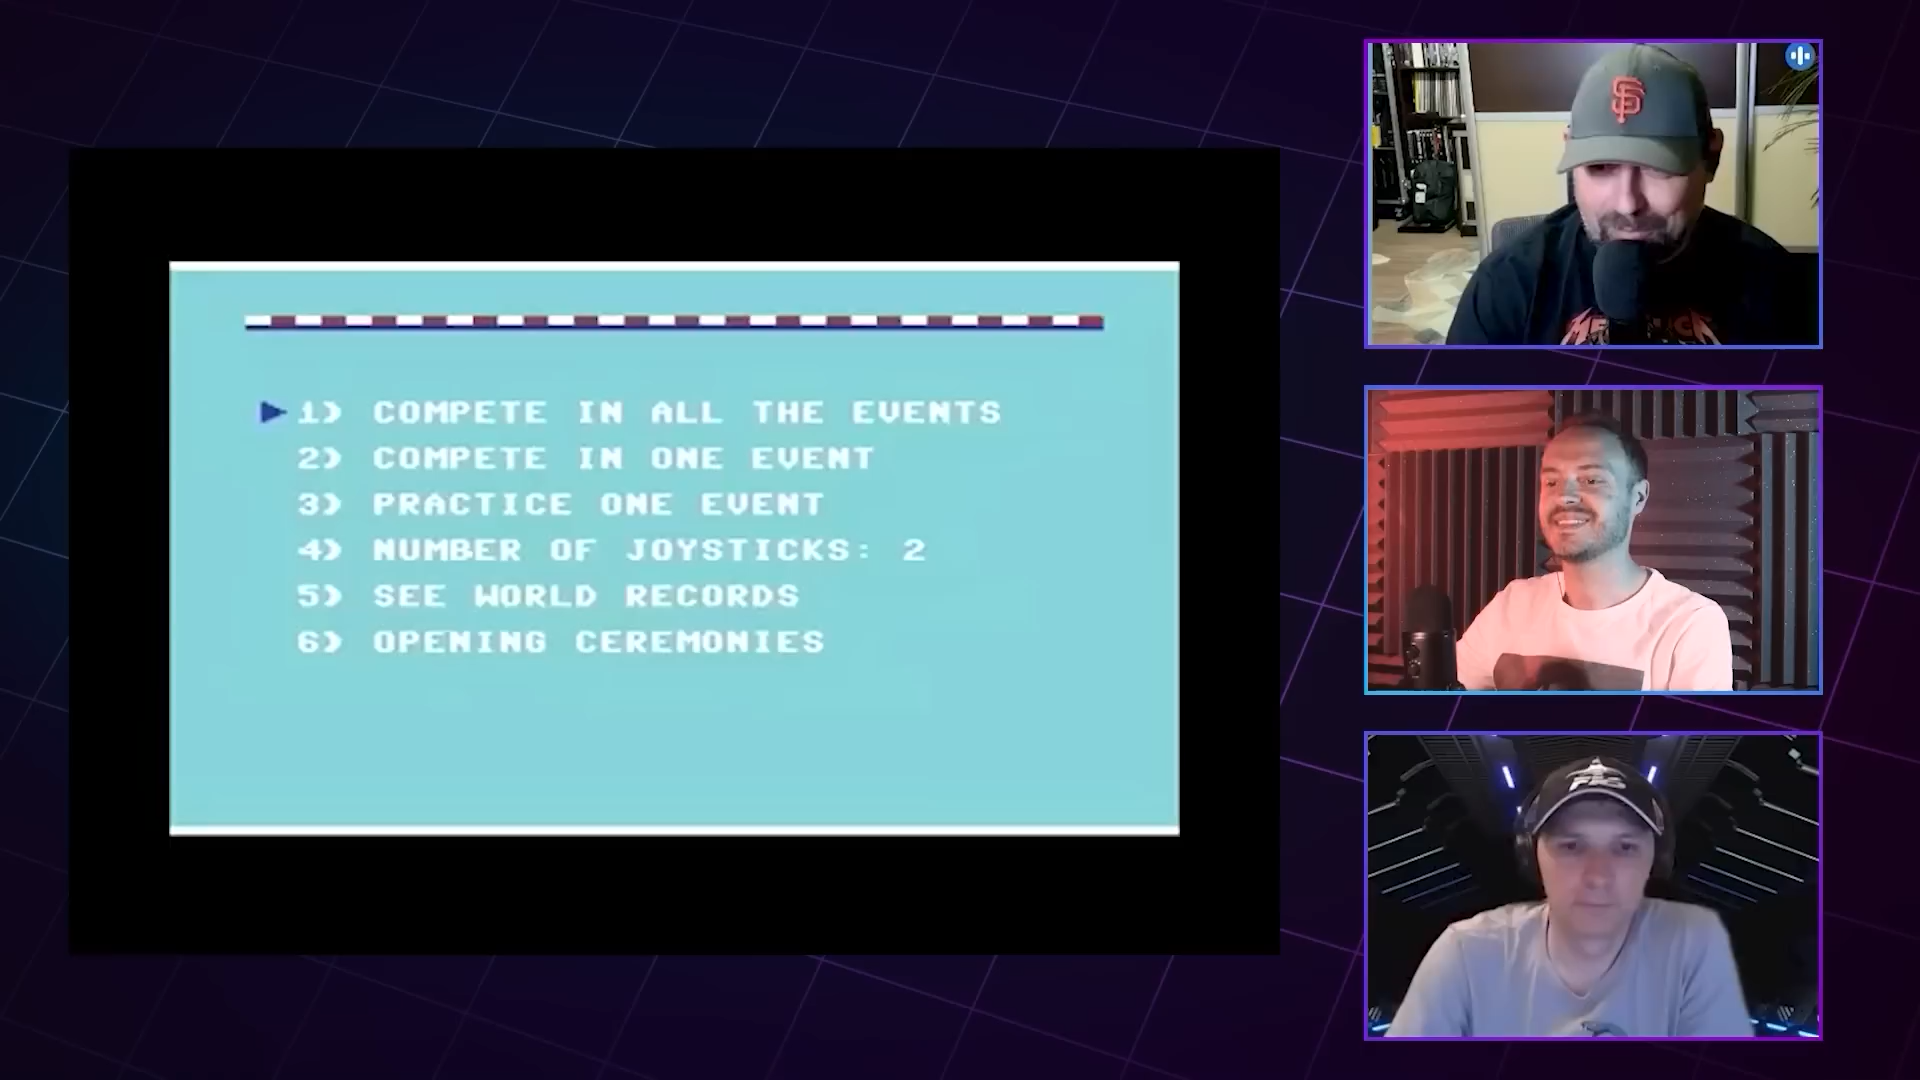 1) COMPETE IN ALL THE EVENTS
2) COMPETE IN ONE EVENT
3) PRACTICE ONE EVENT
4) NUMBER OF JOYSTICKS: 2
5) SEE WORLD RECORDS
6) OPENING CEREMONIES
SF